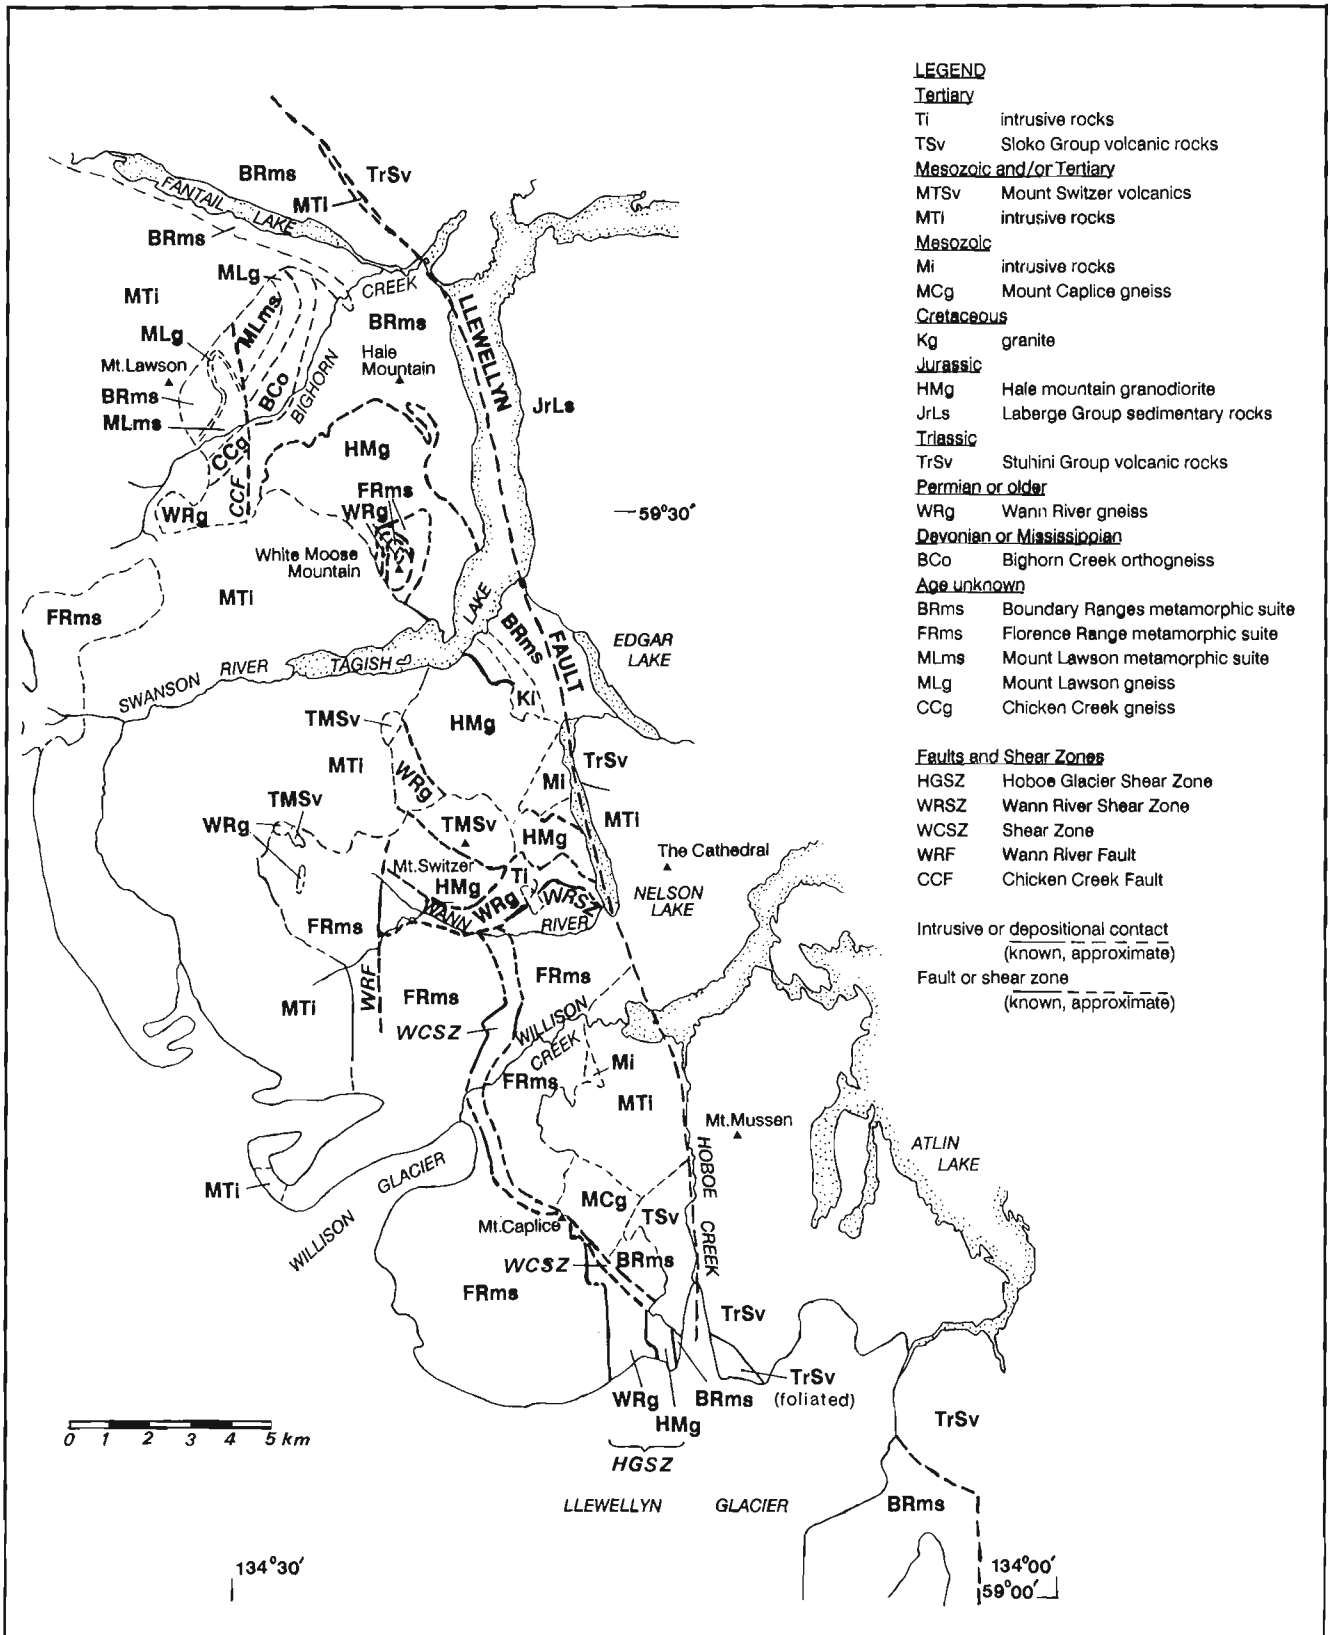 LEGEND
Tertiary
Ti intrusive rocks
TSv Sloko Group volcanic rocks
Mesozoic and/or Tertiary
MTSv Mount Switzer volcanics
MTi intrusive rocks
Mesozoic
Mi intrusive rocks
MCg Mount Caplice gneiss
Cretaceous
Kg granite
Jurassic
HMg Hale mountain granodiorite
JrLs Laberge Group sedimentary rocks
Triassic
TrSv Stuhini Group volcanic rocks
Permian or older
WRg Wann River gneiss
Devonian or Mississippian
BCo Bighorn Creek orthogneiss
Age unknown
BRms Boundary Ranges metamorphic suite
FRms Florence Range metamorphic suite
MLms Mount Lawson metamorphic suite
MLg Mount Lawson gneiss
CCg Chicken Creek gneiss
Faults and Shear Zones
HGSZ Hoboe Glacier Shear Zone
WRSZ Wann River Shear Zone
WCSZ Shear Zone
WRF Wann River Fault
CCF Chicken Creek Fault
Intrusive or depositional contact
(known, approximate)
Fault or shear zone
(known, approximate)
BRms
TrSv
MTi
FANTAIL LAKE
BRms
MLg
CREEK
MTi
MLms
BRms
MLg
Mt. Lawson
Hale Mountain
LLEWELLYN
BRms
BCo
BIGHORN
JrLs
MLms
CCg
HMg
CCF
FRms
WRg
WRg
59°30'
White Moose Mountain
MTi
FRms
LAKE
BRms
FAULT
EDGAR LAKE
SWANSON RIVER
TAGISH
Ki
TMSv
HMg
MTi
WRg
TrSv
Mi
TMSv
WRg
TMSv
HMg
MTi
Mt. Switzer
The Cathedral
HMg
Ti
WRg
WRSZ
NELSON LAKE
WANN
RIVER
FRms
WRF
FRms
FRms
MTi
WCSZ
WILLISON CREEK
FRms
Mi
MTi
Mt. Mussen
HOBOE CREEK
ATLIN LAKE
MTi
WILLISON GLACIER
MCg
TSv
Mt. Caplice
WCSZ
BRms
FRms
TrSv
TrSv
(foliated)
WRg
BRms
HMg
TrSv
0 1 2 3 4 5 km
HGSZ
LLEWELLYN GLACIER
BRms
134°30'
134°00'
59°00'